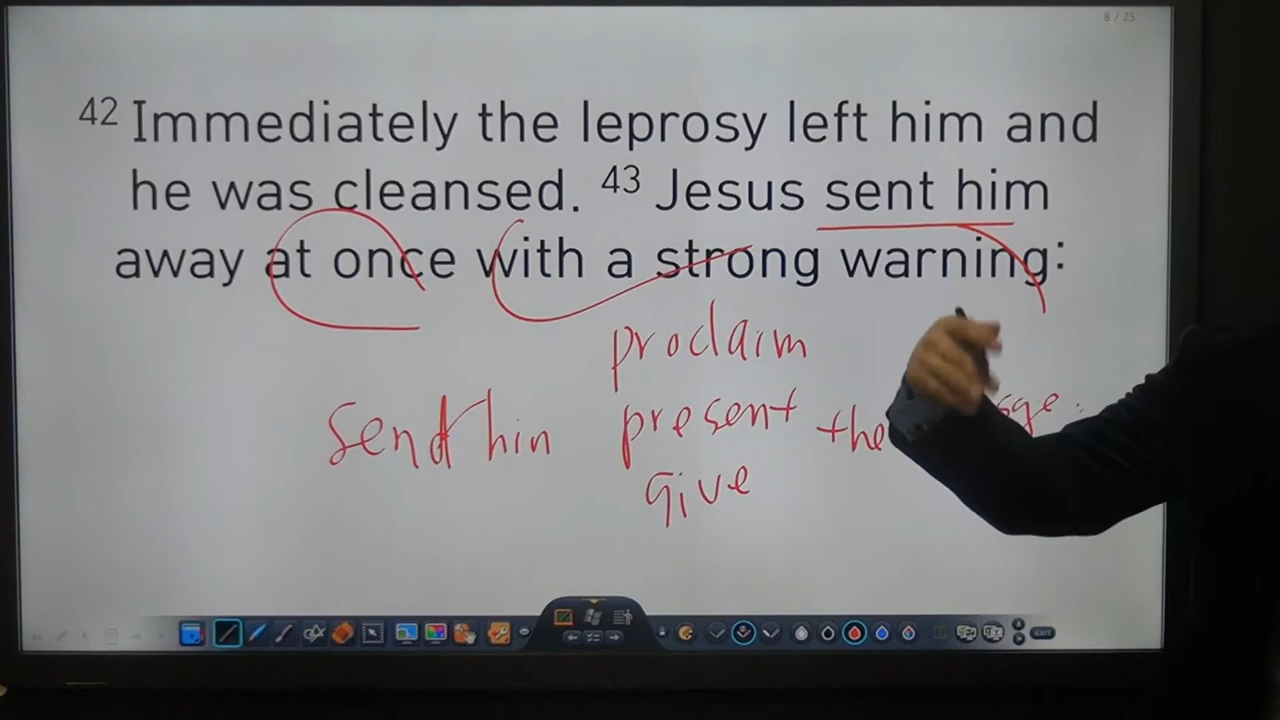 8 / 25
42 Immediately the leprosy left him and
he was cleansed. 43 Jesus sent him
away at once with a strong warning:
proclaim
send hin present the
give
EXIT